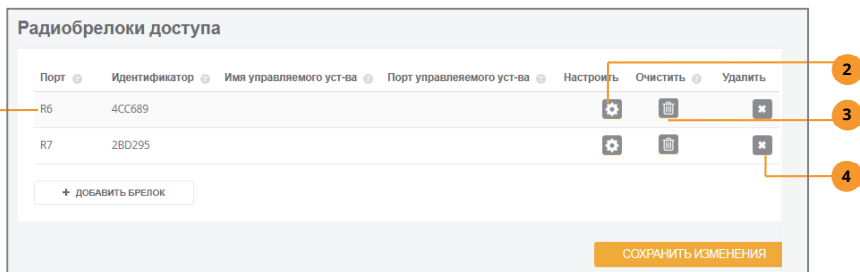 Радиобрелоки доступа
Порт ? Идентификатор ? Имя управляемого уст-ва ? Порт управляемого уст-ва ? Настроить Очистить ? Удалить
2
R6 4CC689
3
R7 2BD295
4
+ ДОБАВИТЬ БРЕЛОК
СОХРАНИТЬ ИЗМЕНЕНИЯ